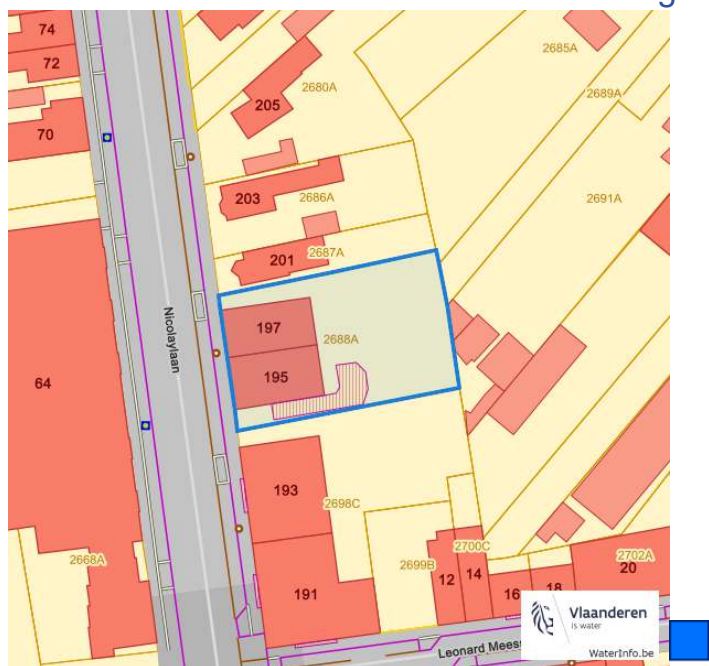 74
72
2685A
2680A
2689A
205
70
203
2686A
2691A
201
2687A
Nicolaylaan
197
2688A
195
64
193
2698C
2668A
2700C
2699B
2702A
12
14
20
191
16
18
Vlaanderen
is water
WaterInfo.be
Leonard